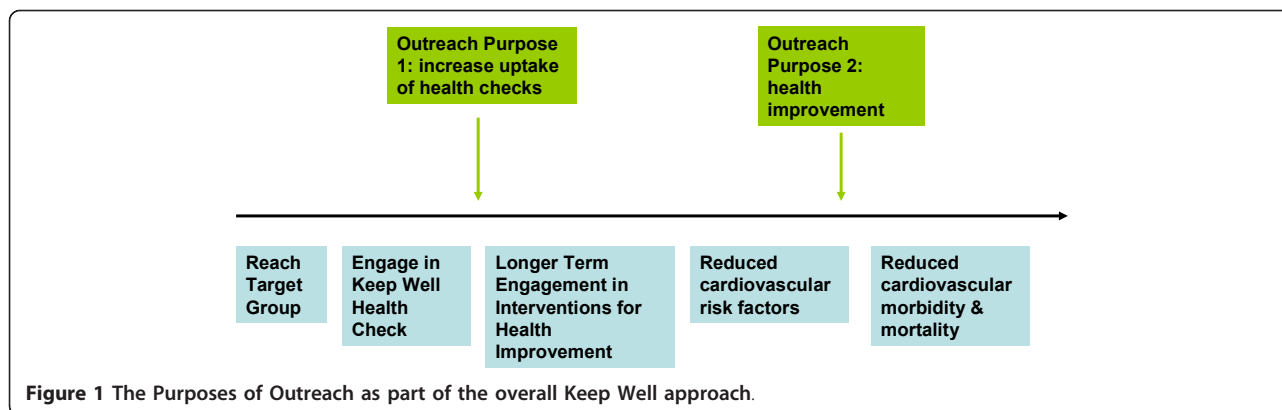 Outreach Purpose
1: increase uptake
of health checks
Outreach
Purpose 2:
health
improvement
Reach
Target
Group
Engage in
Keep Well
Health
Check
Longer Term
Engagement in
Interventions for
Health
Improvement
Reduced
cardiovascular
risk factors
Reduced
cardiovascular
morbidity &
mortality
Figure 1 The Purposes of Outreach as part of the overall Keep Well approach.